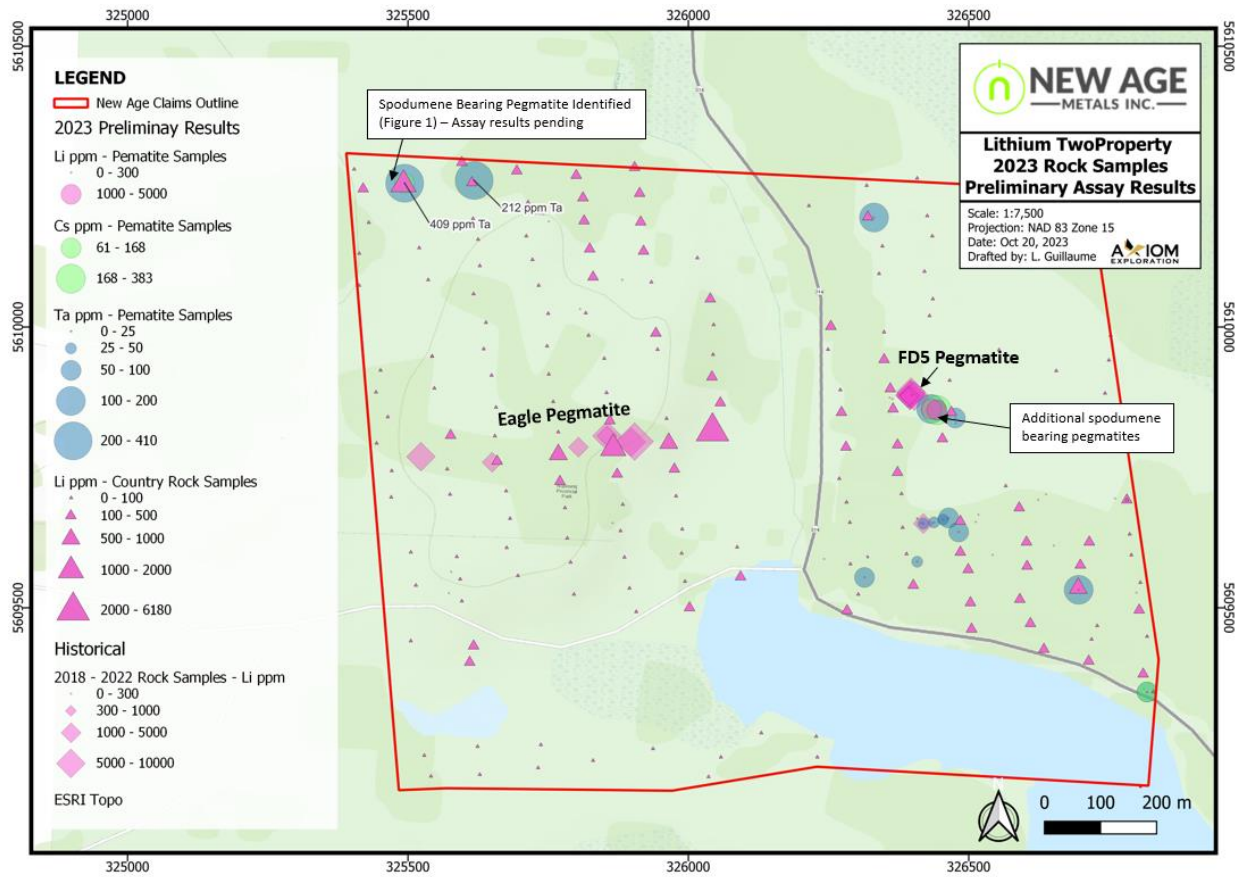 325000 325500 326000 326500
5610500
5610500
LEGEND
New Age Claims Outline
2023 Preliminay Results
Li ppm - Pematite Samples
0 - 300
1000 - 5000
Cs ppm - Pematite Samples
61 - 168
168 - 383
Ta ppm - Pematite Samples
0 - 25
25 - 50
50 - 100
100 - 200
200 - 410
Li ppm - Country Rock Samples
0 - 100
100 - 500
500 - 1000
1000 - 2000
2000 - 6180
Historical
2018 - 2022 Rock Samples - Li ppm
0 - 300
300 - 1000
1000 - 5000
5000 - 10000
ESRI Topo
Spodumene Bearing Pegmatite Identified
(Figure 1) – Assay results pending
409 ppm Ta
212 ppm Ta
NEW AGE
METALS INC.
Lithium TwoProperty
2023 Rock Samples
Preliminary Assay Results
Scale: 1:7,500
Projection: NAD 83 Zone 15
Date: Oct 20, 2023
Drafted by: L. Guillaume
AXIOM
EXPLORATION
5610000
5610000
314
FD5 Pegmatite
Eagle Pegmatite
Additional spodumene
bearing pegmatites
Provincial
Park
314
5609500
5609500
0 100 200 m
325000 325500 326000 326500